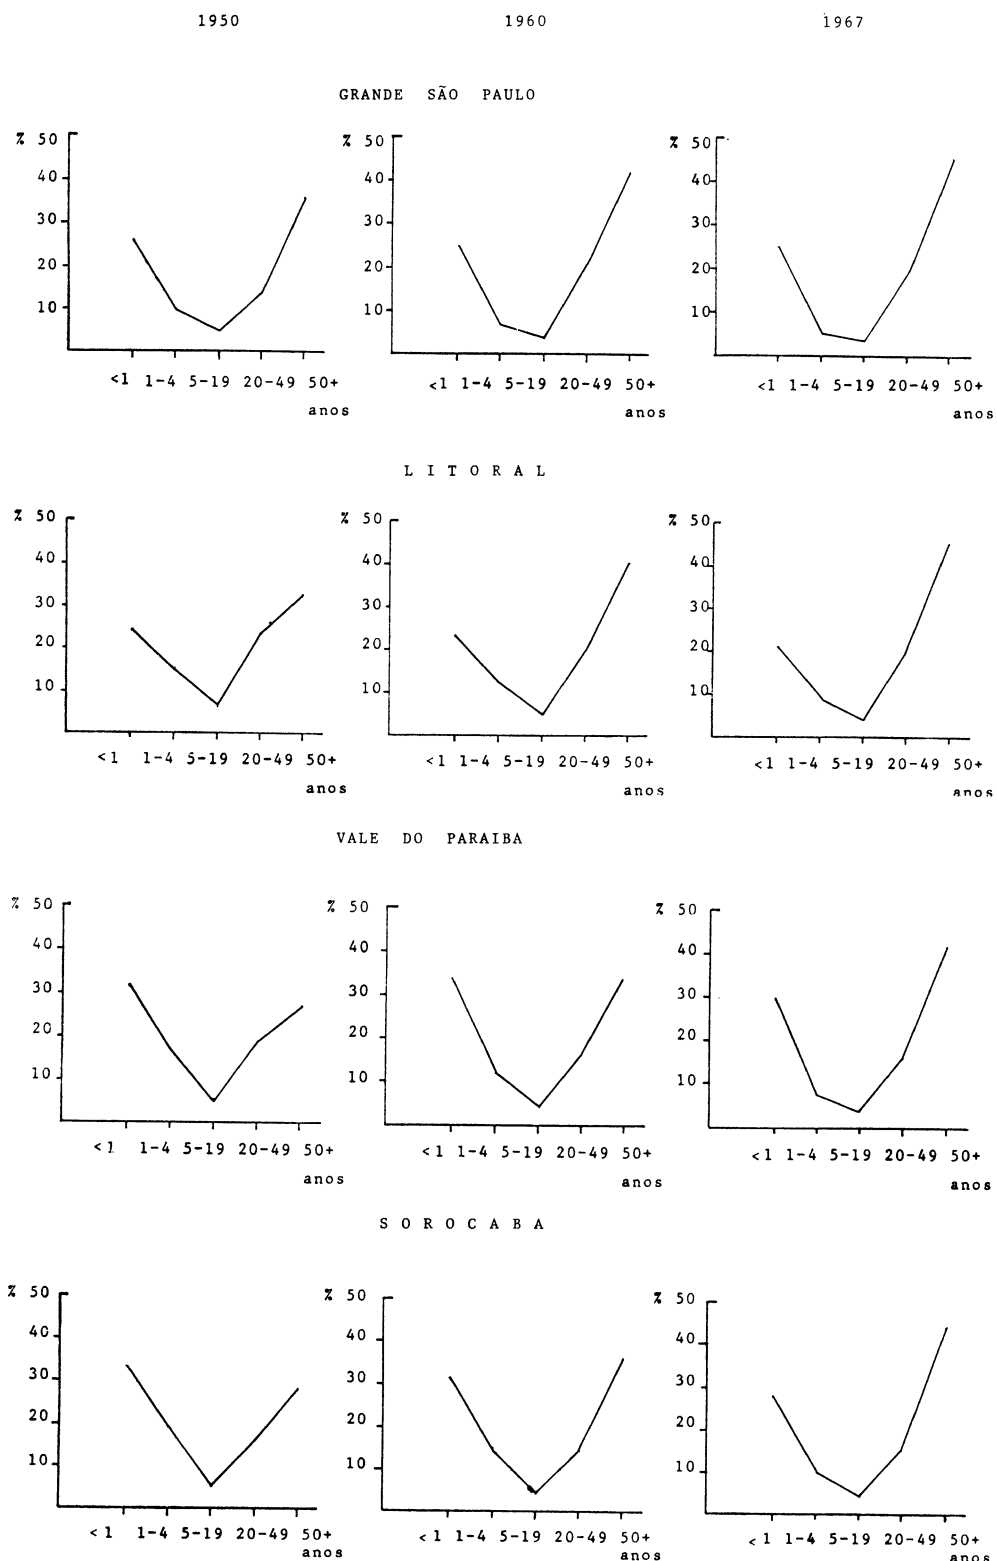 1950 1960 1967
GRANDE SÃO PAULO
% 50 % 50 % 50
40 40 40
30 30 30
20 20 20
10 10 10
<1 1-4 5-19 20-49 50+ <1 1-4 5-19 20-49 50+ <1 1-4 5-19 20-49 50+
anos anos anos
LITORAL
% 50 % 50 % 50
40 40 40
30 30 30
20 20 20
10 10 10
<1 1-4 5-19 20-49 50+ <1 1-4 5-19 20-49 50+ <1 1-4 5-19 20-49 50+
anos anos anos
VALE DO PARAIBA
% 50 % 50 % 50
40 40 40
30 30 30
20 20 20
10 10 10
<1 1-4 5-19 20-49 50+ <1 1-4 5-19 20-49 50+ <1 1-4 5-19 20-49 50+
anos anos anos
SOROCABA
% 50 % 50 % 50
40 40 40
30 30 30
20 20 20
10 10 10
<1 1-4 5-19 20-49 50+ <1 1-4 5-19 20-49 50+ <1 1-4 5-19 20-49 50+
anos anos anos